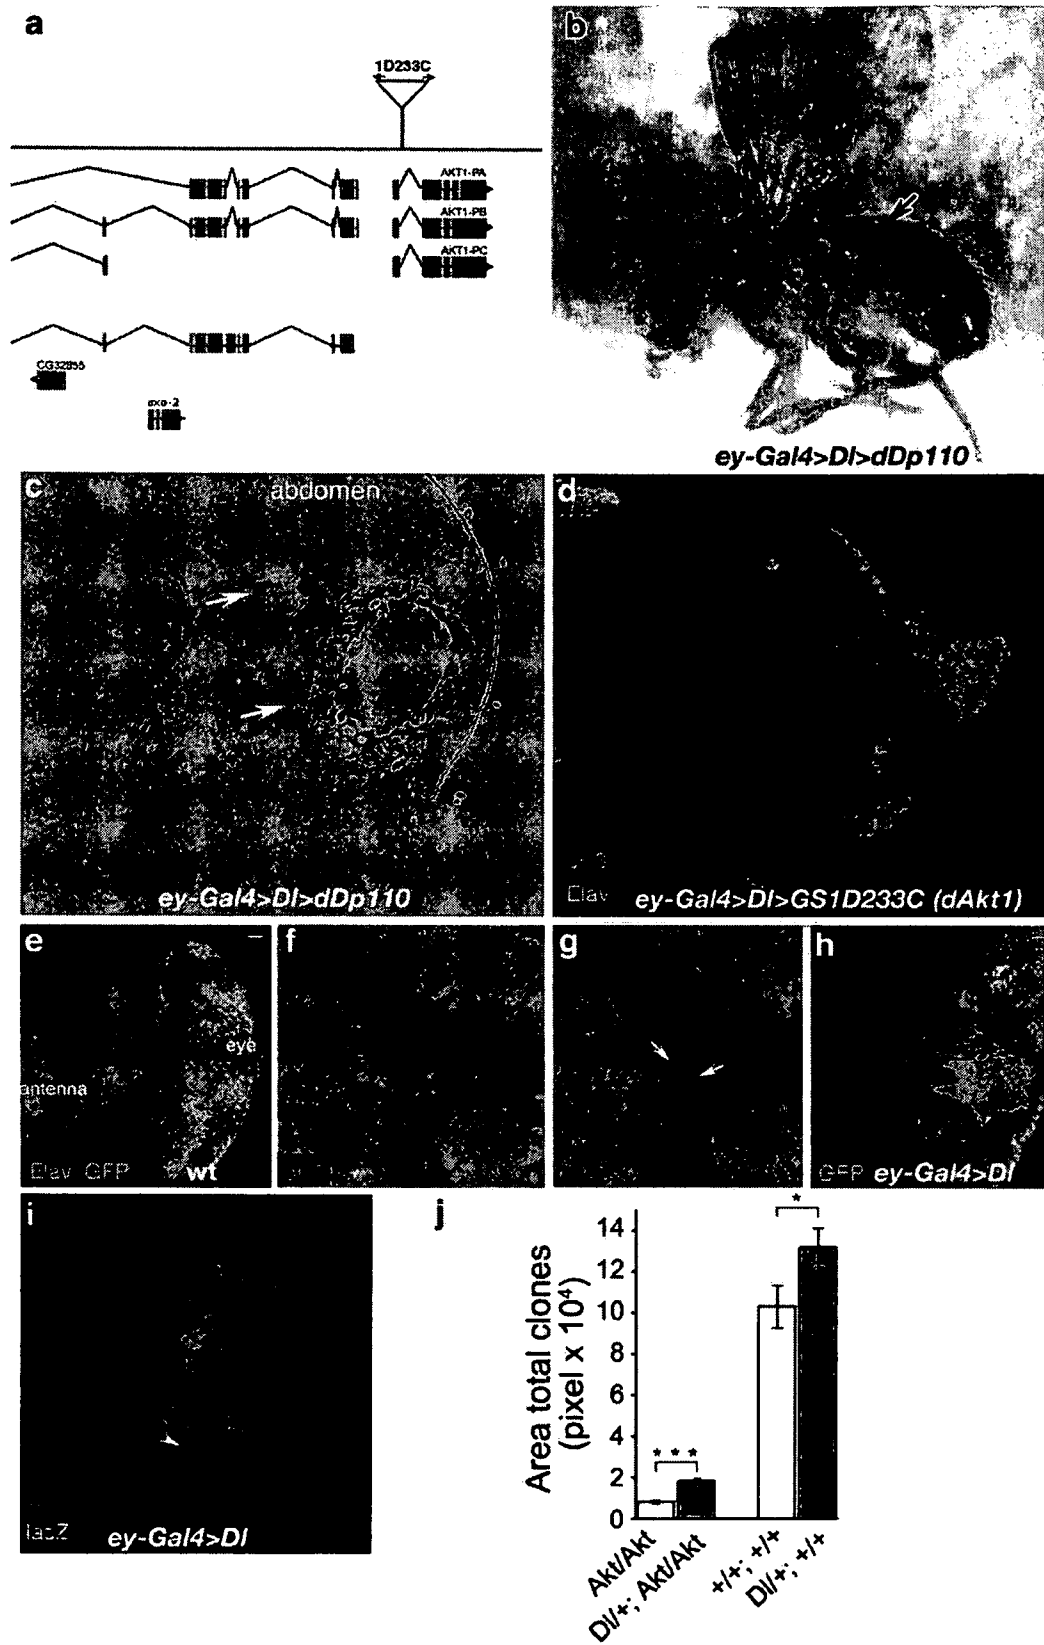 a
1D233C
AKT1-PA
AKT1-PB
AKT1-PC
CG32855
b
ey-Gal4>Dl>dDp110
c
abdomen
ey-Gal4>Dl>dDp110
d
Elav
ey-Gal4>Dl>GS1D233C (dAkt1)
e
eye
antenna
Elav GFP wt
f
g
h
GFP ey-Gal4>Dl
i
lacZ ey-Gal4>Dl
j
Area total clones
(pixel x 10⁴)
14
12
10
8
6
4
2
0
* * *
*
Akt/Akt
Dl/+; Akt/Akt
+/+; +/+
Dl/+; +/+